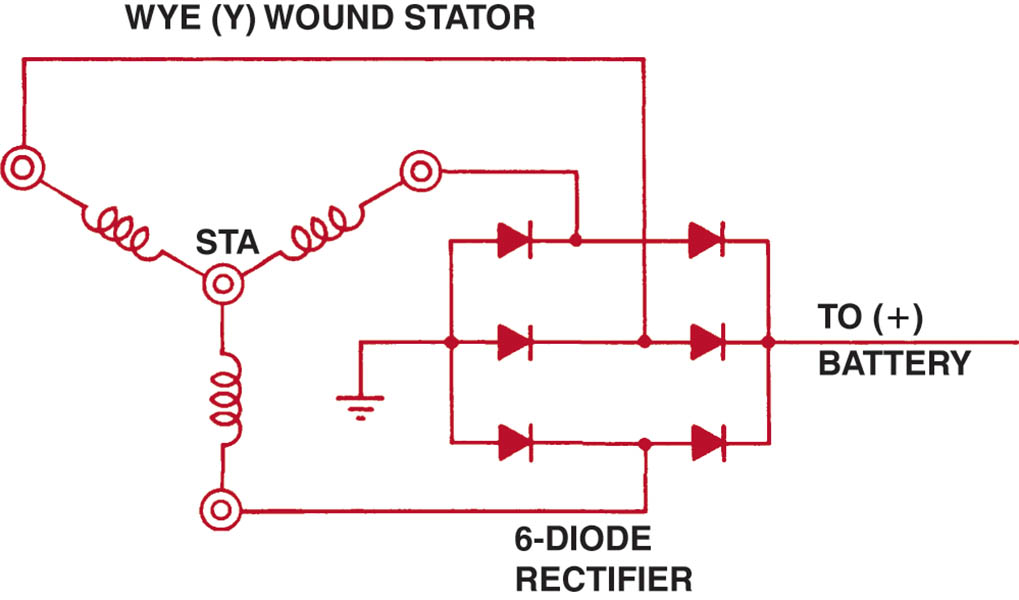 WYE (Y) WOUND STATOR
STA
TO (+)
BATTERY
6-DIODE
RECTIFIER